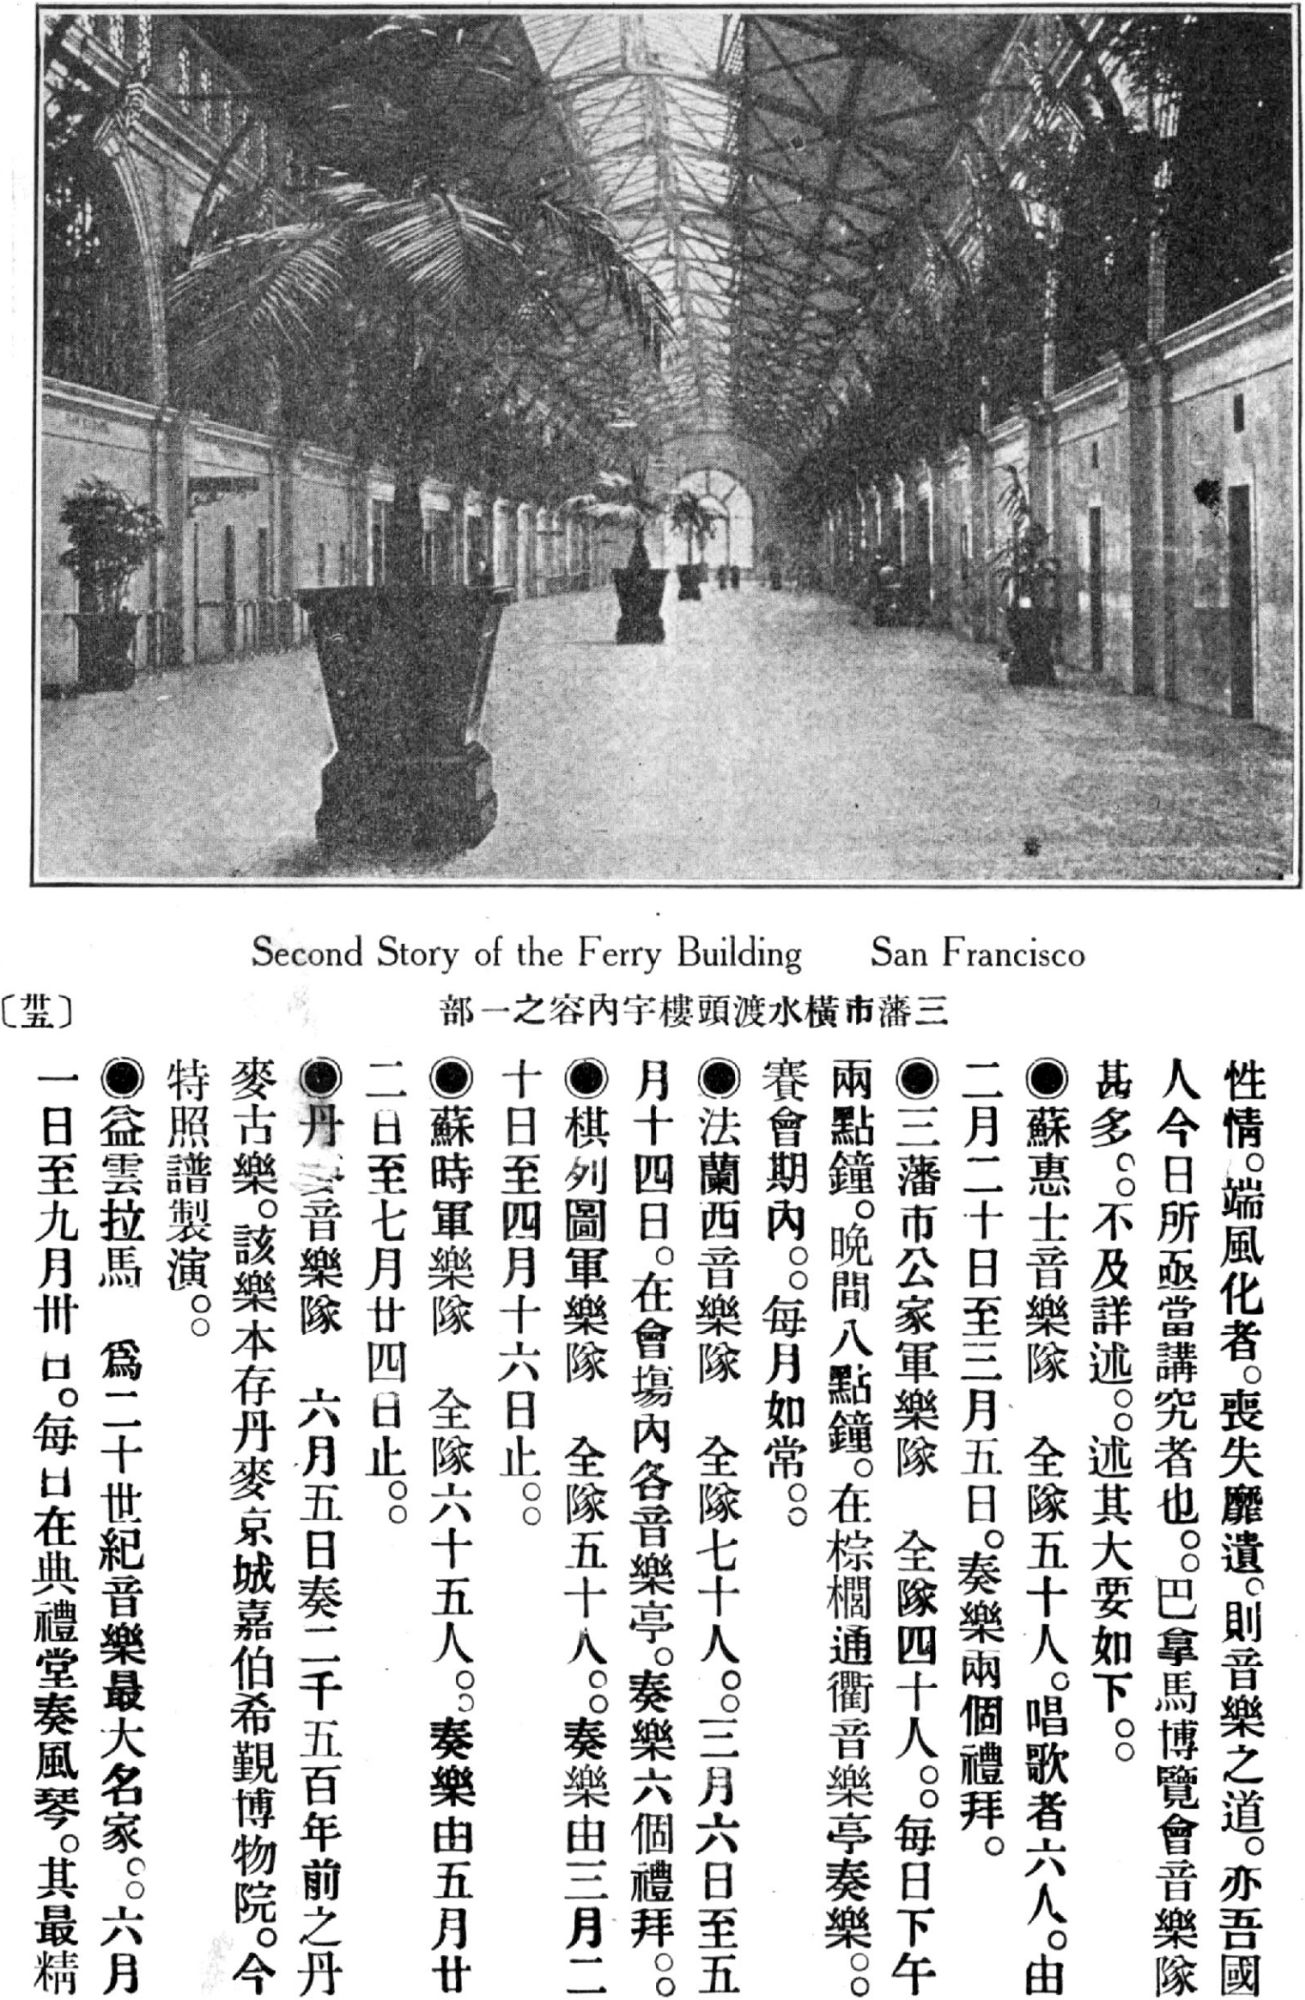 Second Story of the Ferry Building San Francisco
三藩市橫水渡頭樓宇內容之一部
〔卅五〕
性情。端風化者。喪失靡遺。則音樂之道。亦吾國
人今日所亟當講究者也。。巴拿馬博覽會音樂隊
甚多。。不及詳述。。述其大要如下。。
◉蘇惠士音樂隊 全隊五十人。唱歌者六人。由
二月二十日至三月五日。奏樂兩個禮拜。
◉三藩市公家軍樂隊 全隊四十人。。每日下午
兩點鐘。晚間八點鐘。在棕櫚通衢音樂亭奏樂。。
賽會期內。。每月如常。。
◉法蘭西音樂隊 全隊七十人。。三月六日至五
月十四日。在會塲內各音樂亭。奏樂六個禮拜。。
◉棋列圖軍樂隊 全隊五十人。。奏樂由三月二
十日至四月十六日止。。
◉蘇時軍樂隊 全隊六十五人。。奏樂由五月廿
二日至七月廿四日止。。
◉丹 音樂隊 六月五日奏二千五百年前之丹
麥古樂。該樂本存丹麥京城嘉伯希覲博物院。今
特照譜製演。。
◉益雲拉馬 爲二十世紀音樂最大名家。。六月
一日至九月卅日。每日在典禮堂奏風琴。其最精